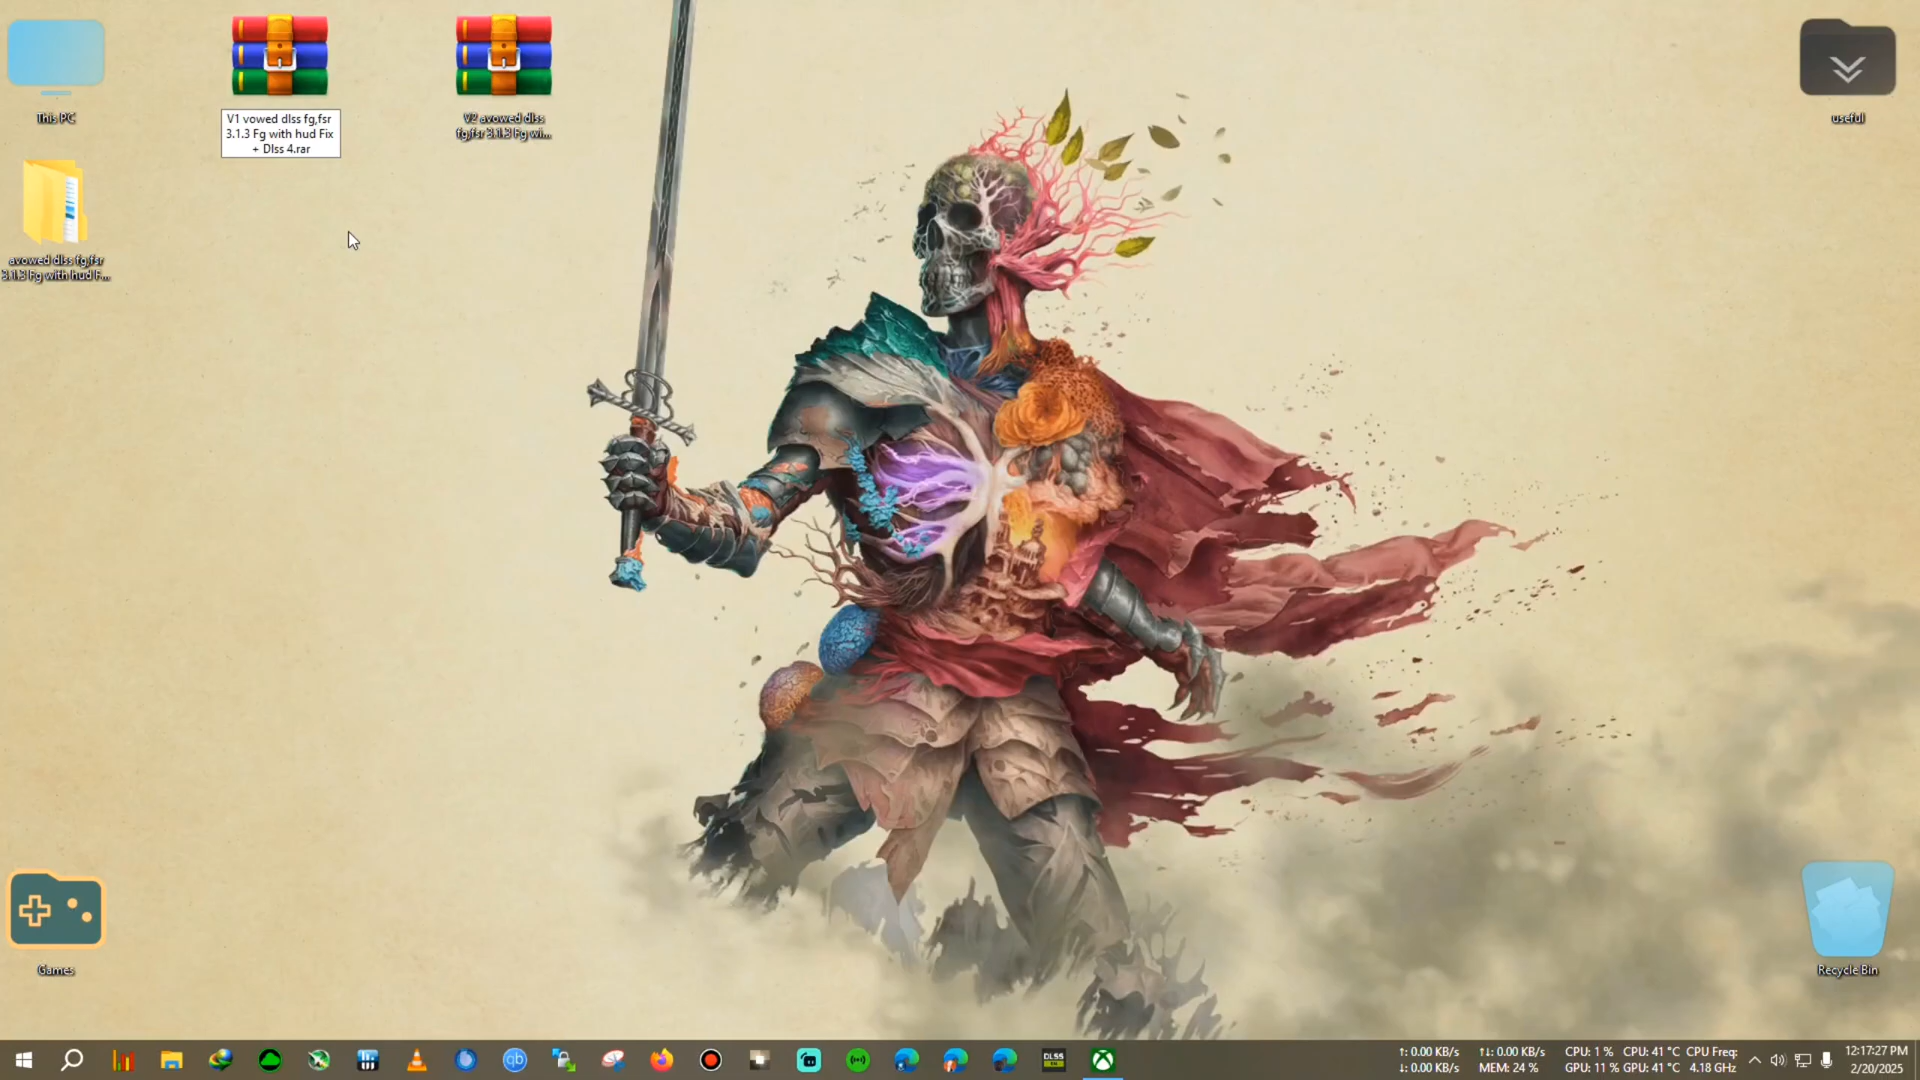 This PC
V1 vowed dlss fg,fsr
3.1.3 Fg with hud Fix
+ Dlss 4.rar
V2 avowed dlss
fg,fsr 3.1.3 Fg wi...
useful
avowed dlss fg,fsr
3.1.3 Fg with hud F...
Games
Recycle Bin
qb
DLSS
↑: 0.00 KB/s
↓: 0.00 KB/s
↑↓: 0.00 KB/s
MEM: 24 %
CPU: 1 % CPU: 41 °C CPU Freq:
GPU: 11 % GPU: 41 °C 4.18 GHz
12:17:27 PM
2/20/2025